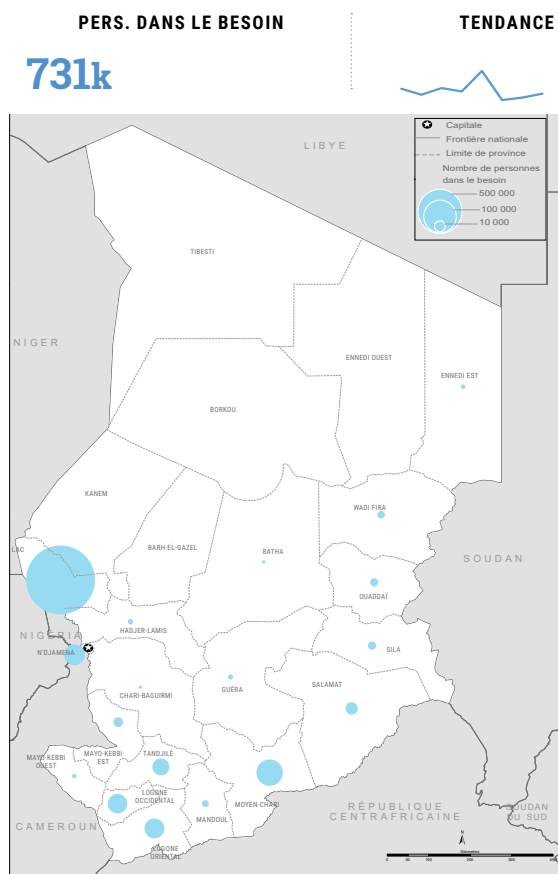 PERS. DANS LE BESOIN
TENDANCE
731k
Capitale
Frontière nationale
Limite de province
Nombre de personnes
dans le besoin
500 000
100 000
10 000
LIBYE
TIBESTI
NIGER
ENNEDI OUEST
ENNEDI EST
BORKOU
KANEM
WADI FIRA
LAC
BARH-EL-GAZEL
BATHA
SOUDAN
OUADDAÏ
HADJER-LAMIS
NIGERIA
N'DJAMENA
SILA
CHARI-BAGUIRMI
GUÉRA
SALAMAT
MAYO-KEBBI
OUEST
MAYO-KEBBI
EST
TANDJILÉ
LOGONE
OCCIDENTAL
MOYEN-CHARI
MANDOUL
RÉPUBLIQUE
CENTRAFRICAINE
SOUDAN
DU SUD
CAMEROUN
LOGONE
ORIENTAL
N
Kilomètres